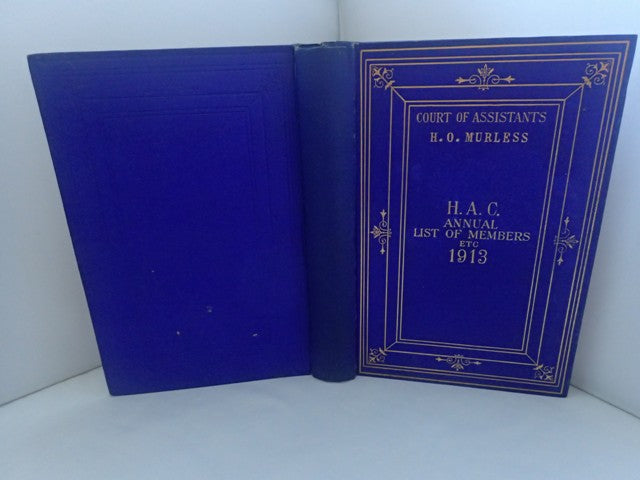 COURT OF ASSISTANTS
H. O. MURLESS
H. A. C.
ANNUAL
LIST OF MEMBERS
ETC
1913